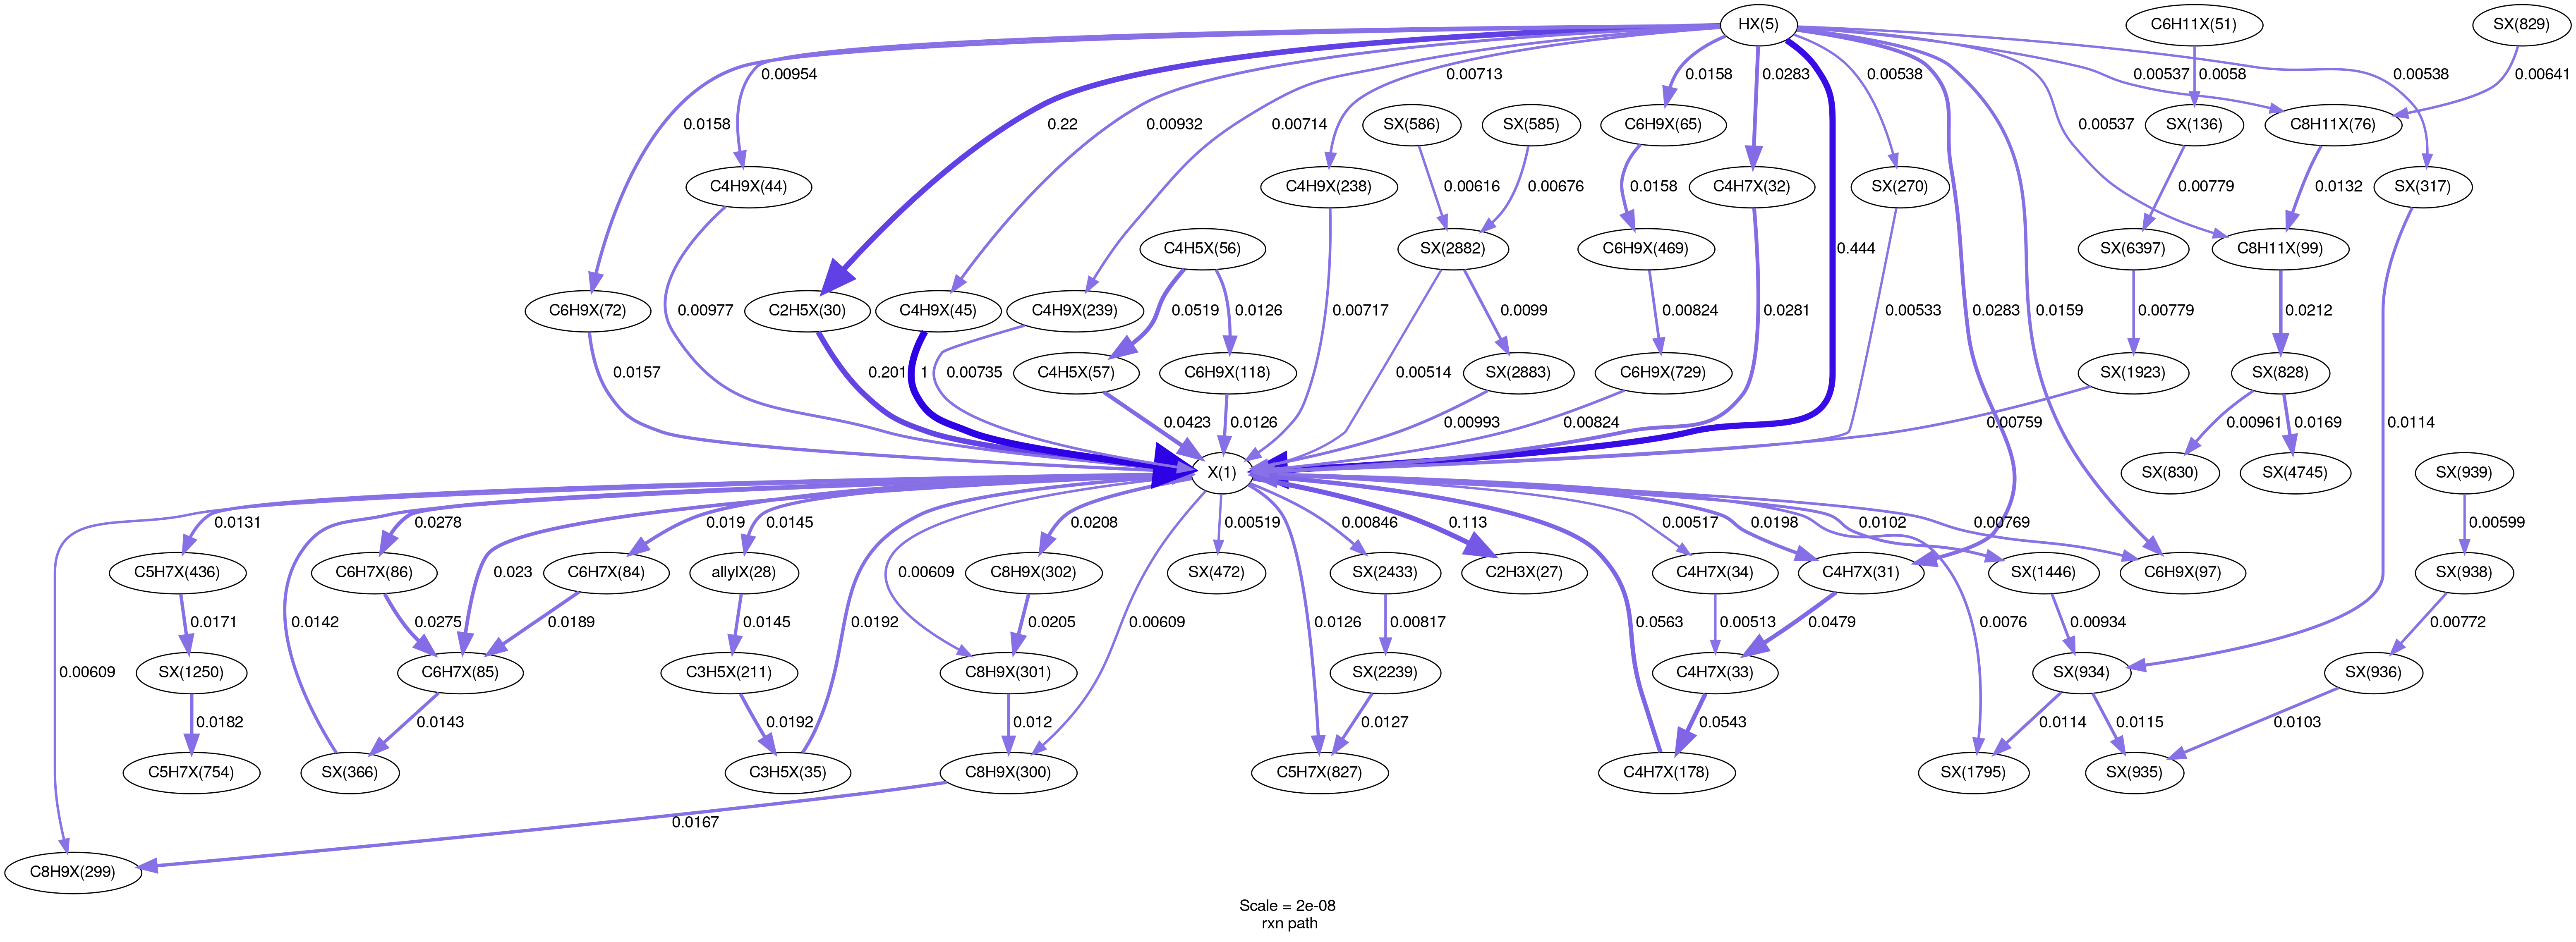 HX(5)
C6H11X(51)
SX(829)
0.00954
0.0158
0.22
0.00932
0.00714
0.00713
0.0158
0.0283
0.00538
0.00537
0.0058
0.00538
0.00641
SX(586)
SX(585)
C6H9X(65)
SX(136)
C8H11X(76)
0.00537
C4H9X(44)
C4H9X(238)
0.00616
0.00676
0.0158
C4H7X(32)
SX(270)
0.00779
0.0132
SX(317)
C4H5X(56)
SX(2882)
C6H9X(469)
0.444
SX(6397)
C8H11X(99)
C6H9X(72)
0.00977
C2H5X(30)
C4H9X(45)
C4H9X(239)
0.0519
0.0126
0.00717
0.0099
0.00824
0.0281
0.00533
0.0283
0.0159
0.00779
0.0212
0.0157
0.201
1
0.00735
C4H5X(57)
C6H9X(118)
0.00514
SX(2883)
C6H9X(729)
SX(1923)
SX(828)
0.0423
0.0126
0.00993
0.00824
0.00759
0.00961
0.0169
0.0114
X(1)
SX(830)
SX(4745)
SX(939)
0.0131
0.0278
0.019
0.0145
0.0208
0.00519
0.00846
0.113
0.00517
0.0198
0.0102
0.00769
0.00599
C5H7X(436)
C6H7X(86)
0.023
C6H7X(84)
allylX(28)
0.00609
C8H9X(302)
SX(472)
SX(2433)
C2H3X(27)
C4H7X(34)
C4H7X(31)
SX(1446)
C6H9X(97)
SX(938)
0.0171
0.0142
0.0275
0.0189
0.0145
0.0192
0.0205
0.00609
0.0126
0.00817
0.0563
0.00513
0.0479
0.0076
0.00934
0.00772
0.00609
SX(1250)
C6H7X(85)
C3H5X(211)
C8H9X(301)
SX(2239)
C4H7X(33)
SX(934)
SX(936)
0.0182
0.0143
0.0192
0.012
0.0127
0.0543
0.0114
0.0115
0.0103
C5H7X(754)
SX(366)
C3H5X(35)
C8H9X(300)
C5H7X(827)
C4H7X(178)
SX(1795)
SX(935)
0.0167
C8H9X(299)
Scale = 2e-08
rxn path